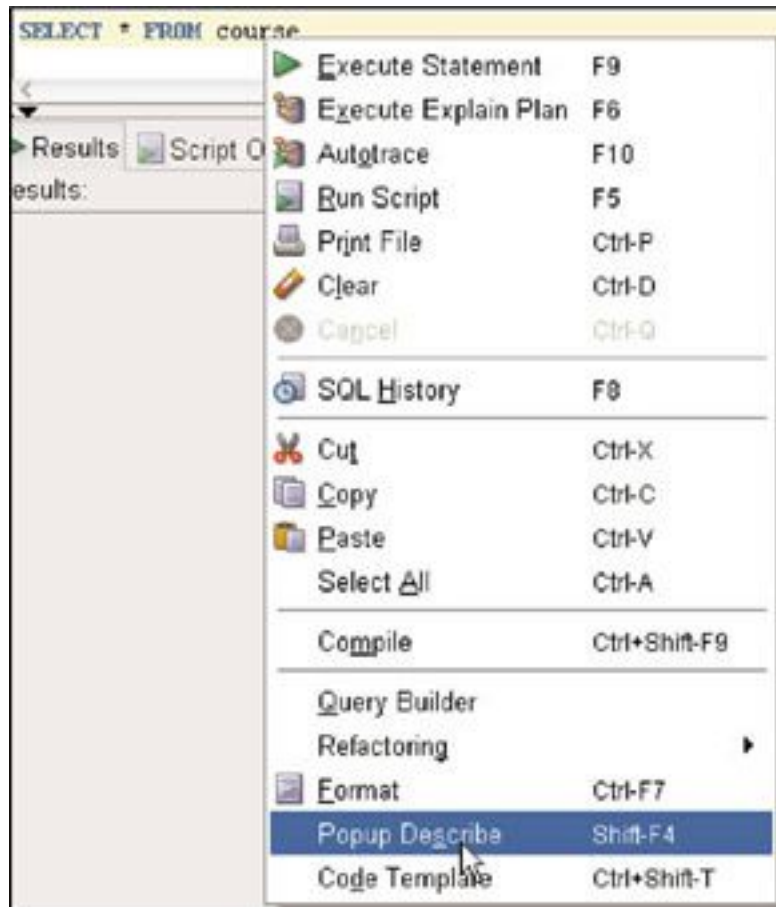 SELECT * FROM course
Results Script O
esults:
Execute Statement F9
Execute Explain Plan F6
Autotrace F10
Run Script F5
Print File Ctrl-P
Clear Ctrl-D
Cancel Ctrl-Q
SQL History F8
Cut Ctrl-X
Copy Ctrl-C
Paste Ctrl-V
Select All Ctrl-A
Compile Ctrl+Shift-F9
Query Builder
Refactoring
Format Ctrl-F7
Popup Describe Shift-F4
Code Template Ctrl+Shift-T